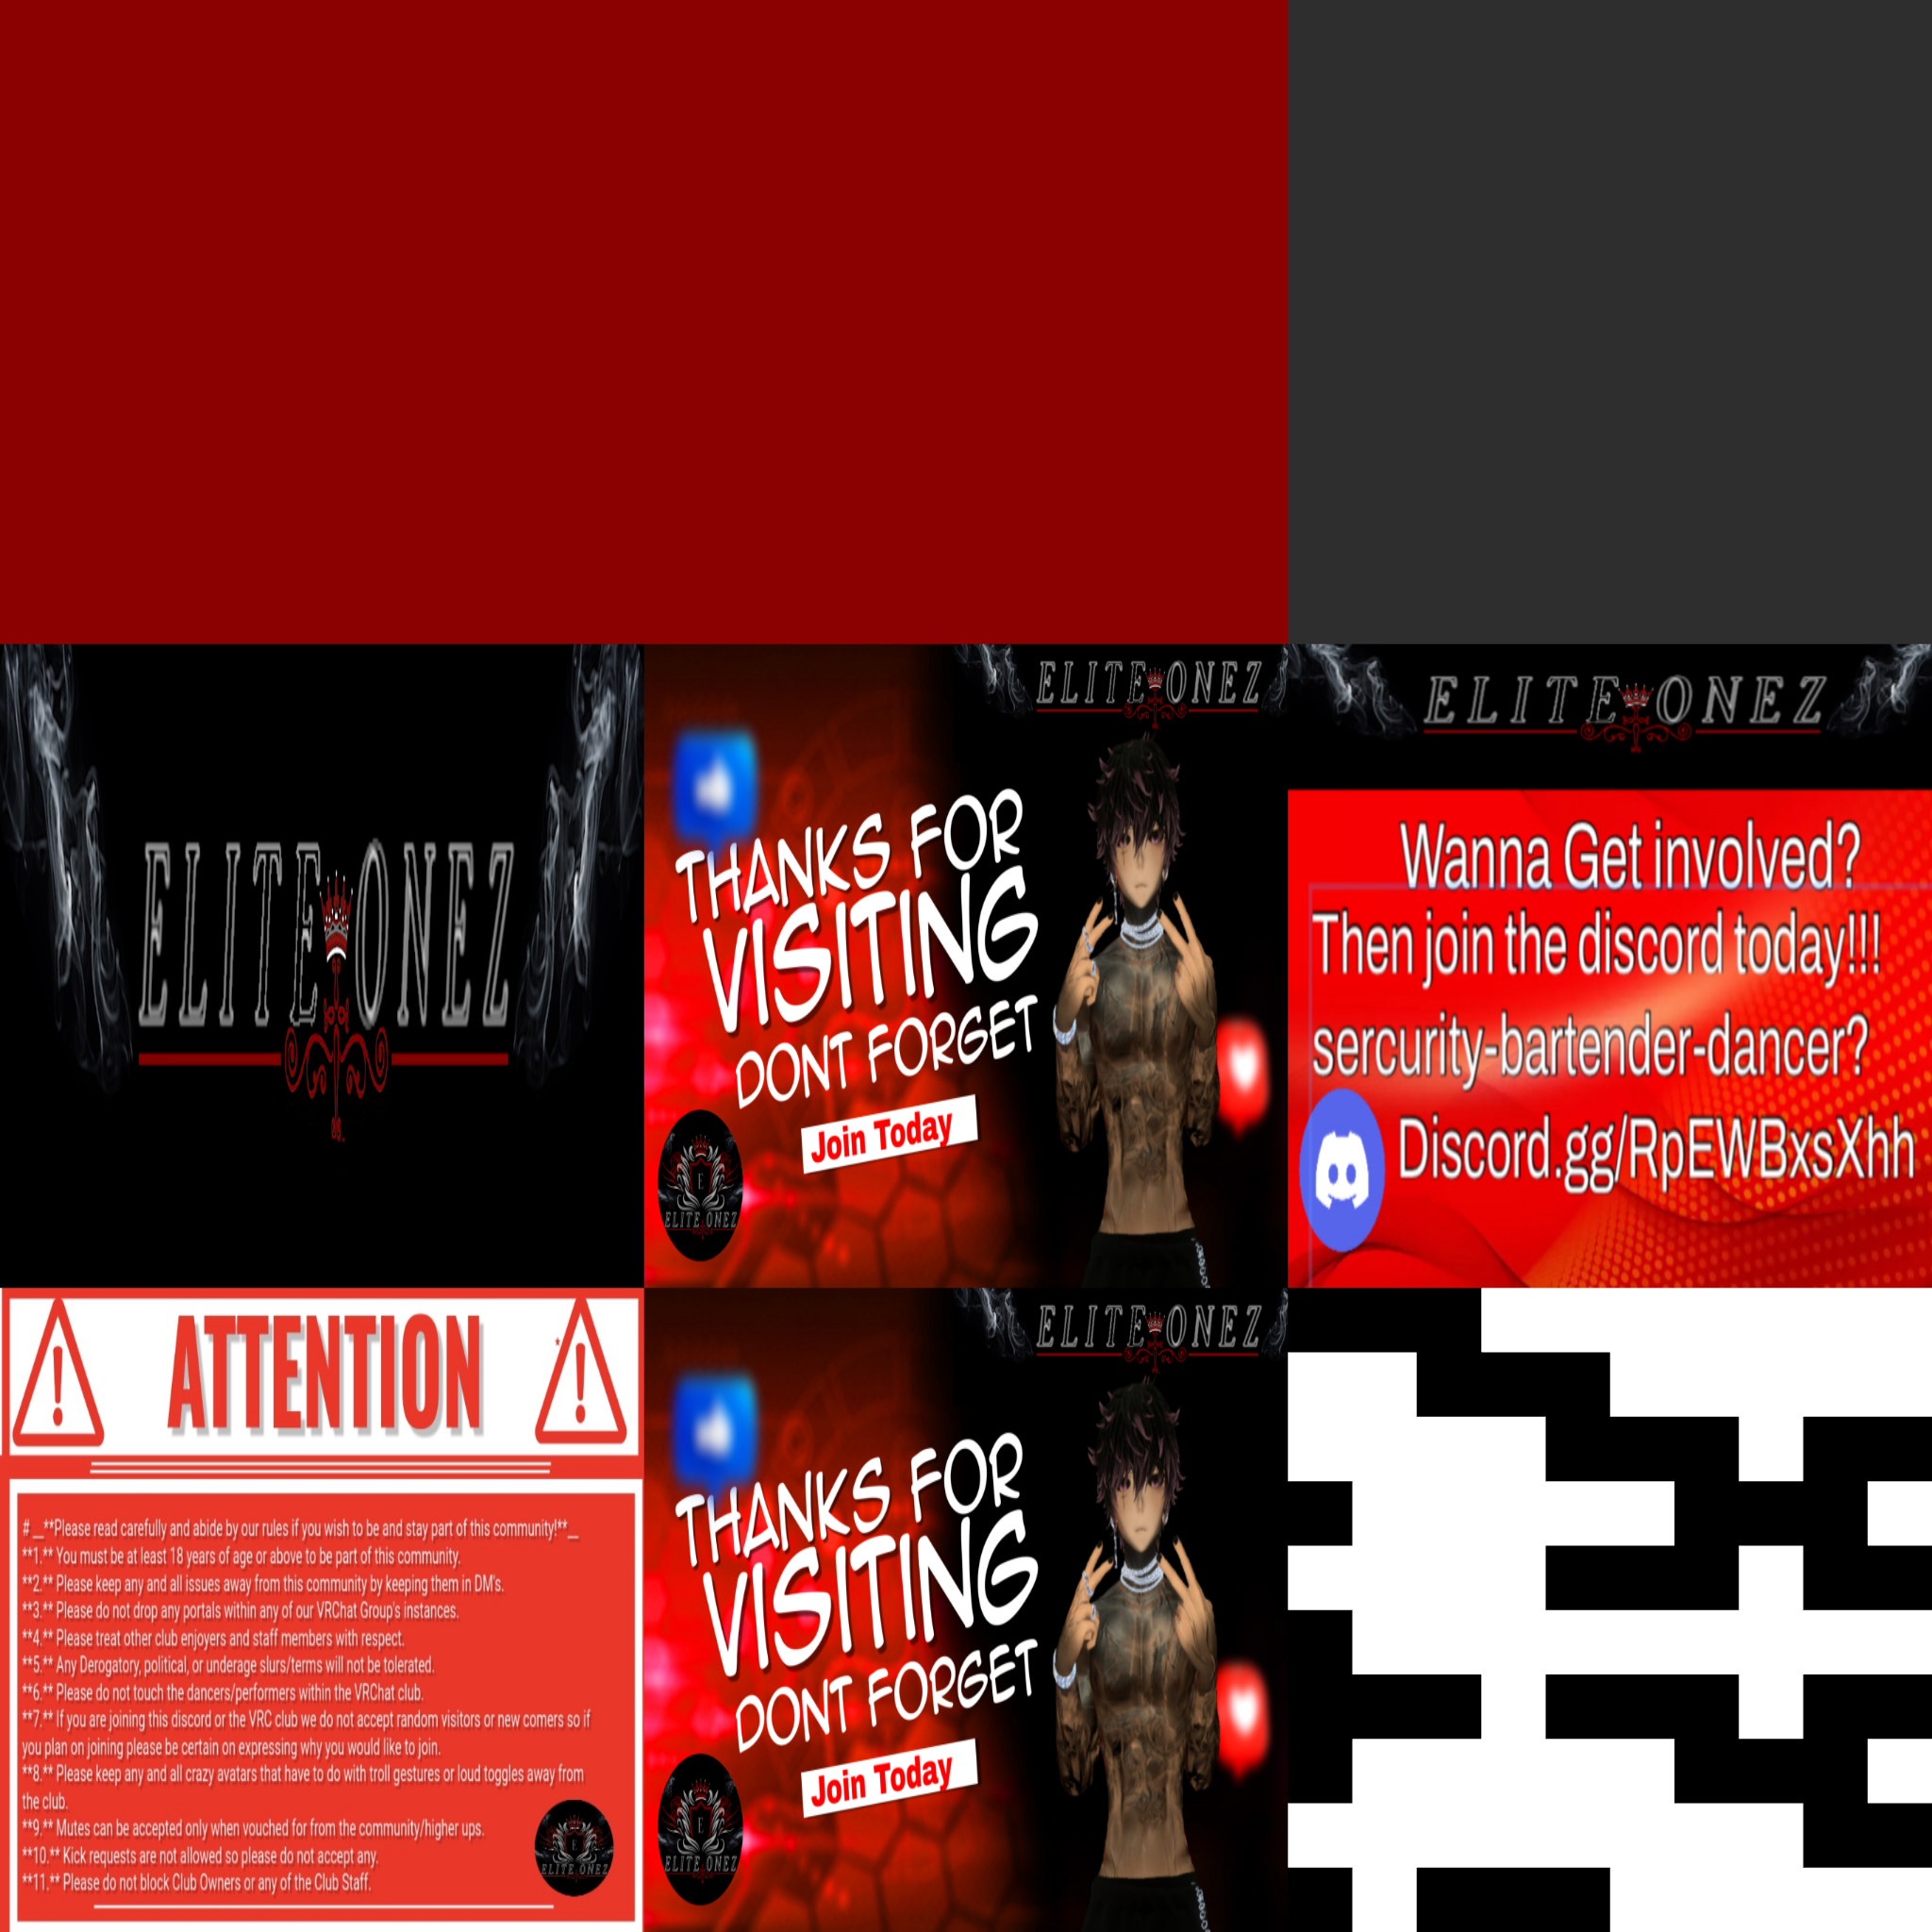 ELITE ONEZ
ELITE ONEZ
THANKS FOR
VISITING
DONT FORGET
Join Today
E
ELITE ONEZ
ELITE ONEZ
Wanna Get involved?
Then join the discord today!!!
sercurity-bartender-dancer?
Discord.gg/RpEWBxsXhh
ATTENTION
# __**Please read carefully and abide by our rules if you wish to be and stay part of this community!**__
**1.** You must be at least 18 years of age or above to be part of this community.
**2.** Please keep any and all issues away from this community by keeping them in DM's.
**3.** Please do not drop any portals within any of our VRChat Group's instances.
**4.** Please treat other club enjoyers and staff members with respect.
**5.** Any Derogatory, political, or underage slurs/terms will not be tolerated.
**6.** Please do not touch the dancers/performers within the VRChat club.
**7.** If you are joining this discord or the VRC club we do not accept random visitors or new comers so if
you plan on joining please be certain on expressing why you would like to join.
**8.** Please keep any and all crazy avatars that have to do with troll gestures or loud toggles away from
the club.
**9.** Mutes can be accepted only when vouched for from the community/higher ups.
**10.** Kick requests are not allowed so please do not accept any.
**11.** Please do not block Club Owners or any of the Club Staff.
E
ELITE ONEZ
ELITE ONEZ
THANKS FOR
VISITING
DONT FORGET
Join Today
E
ELITE ONEZ